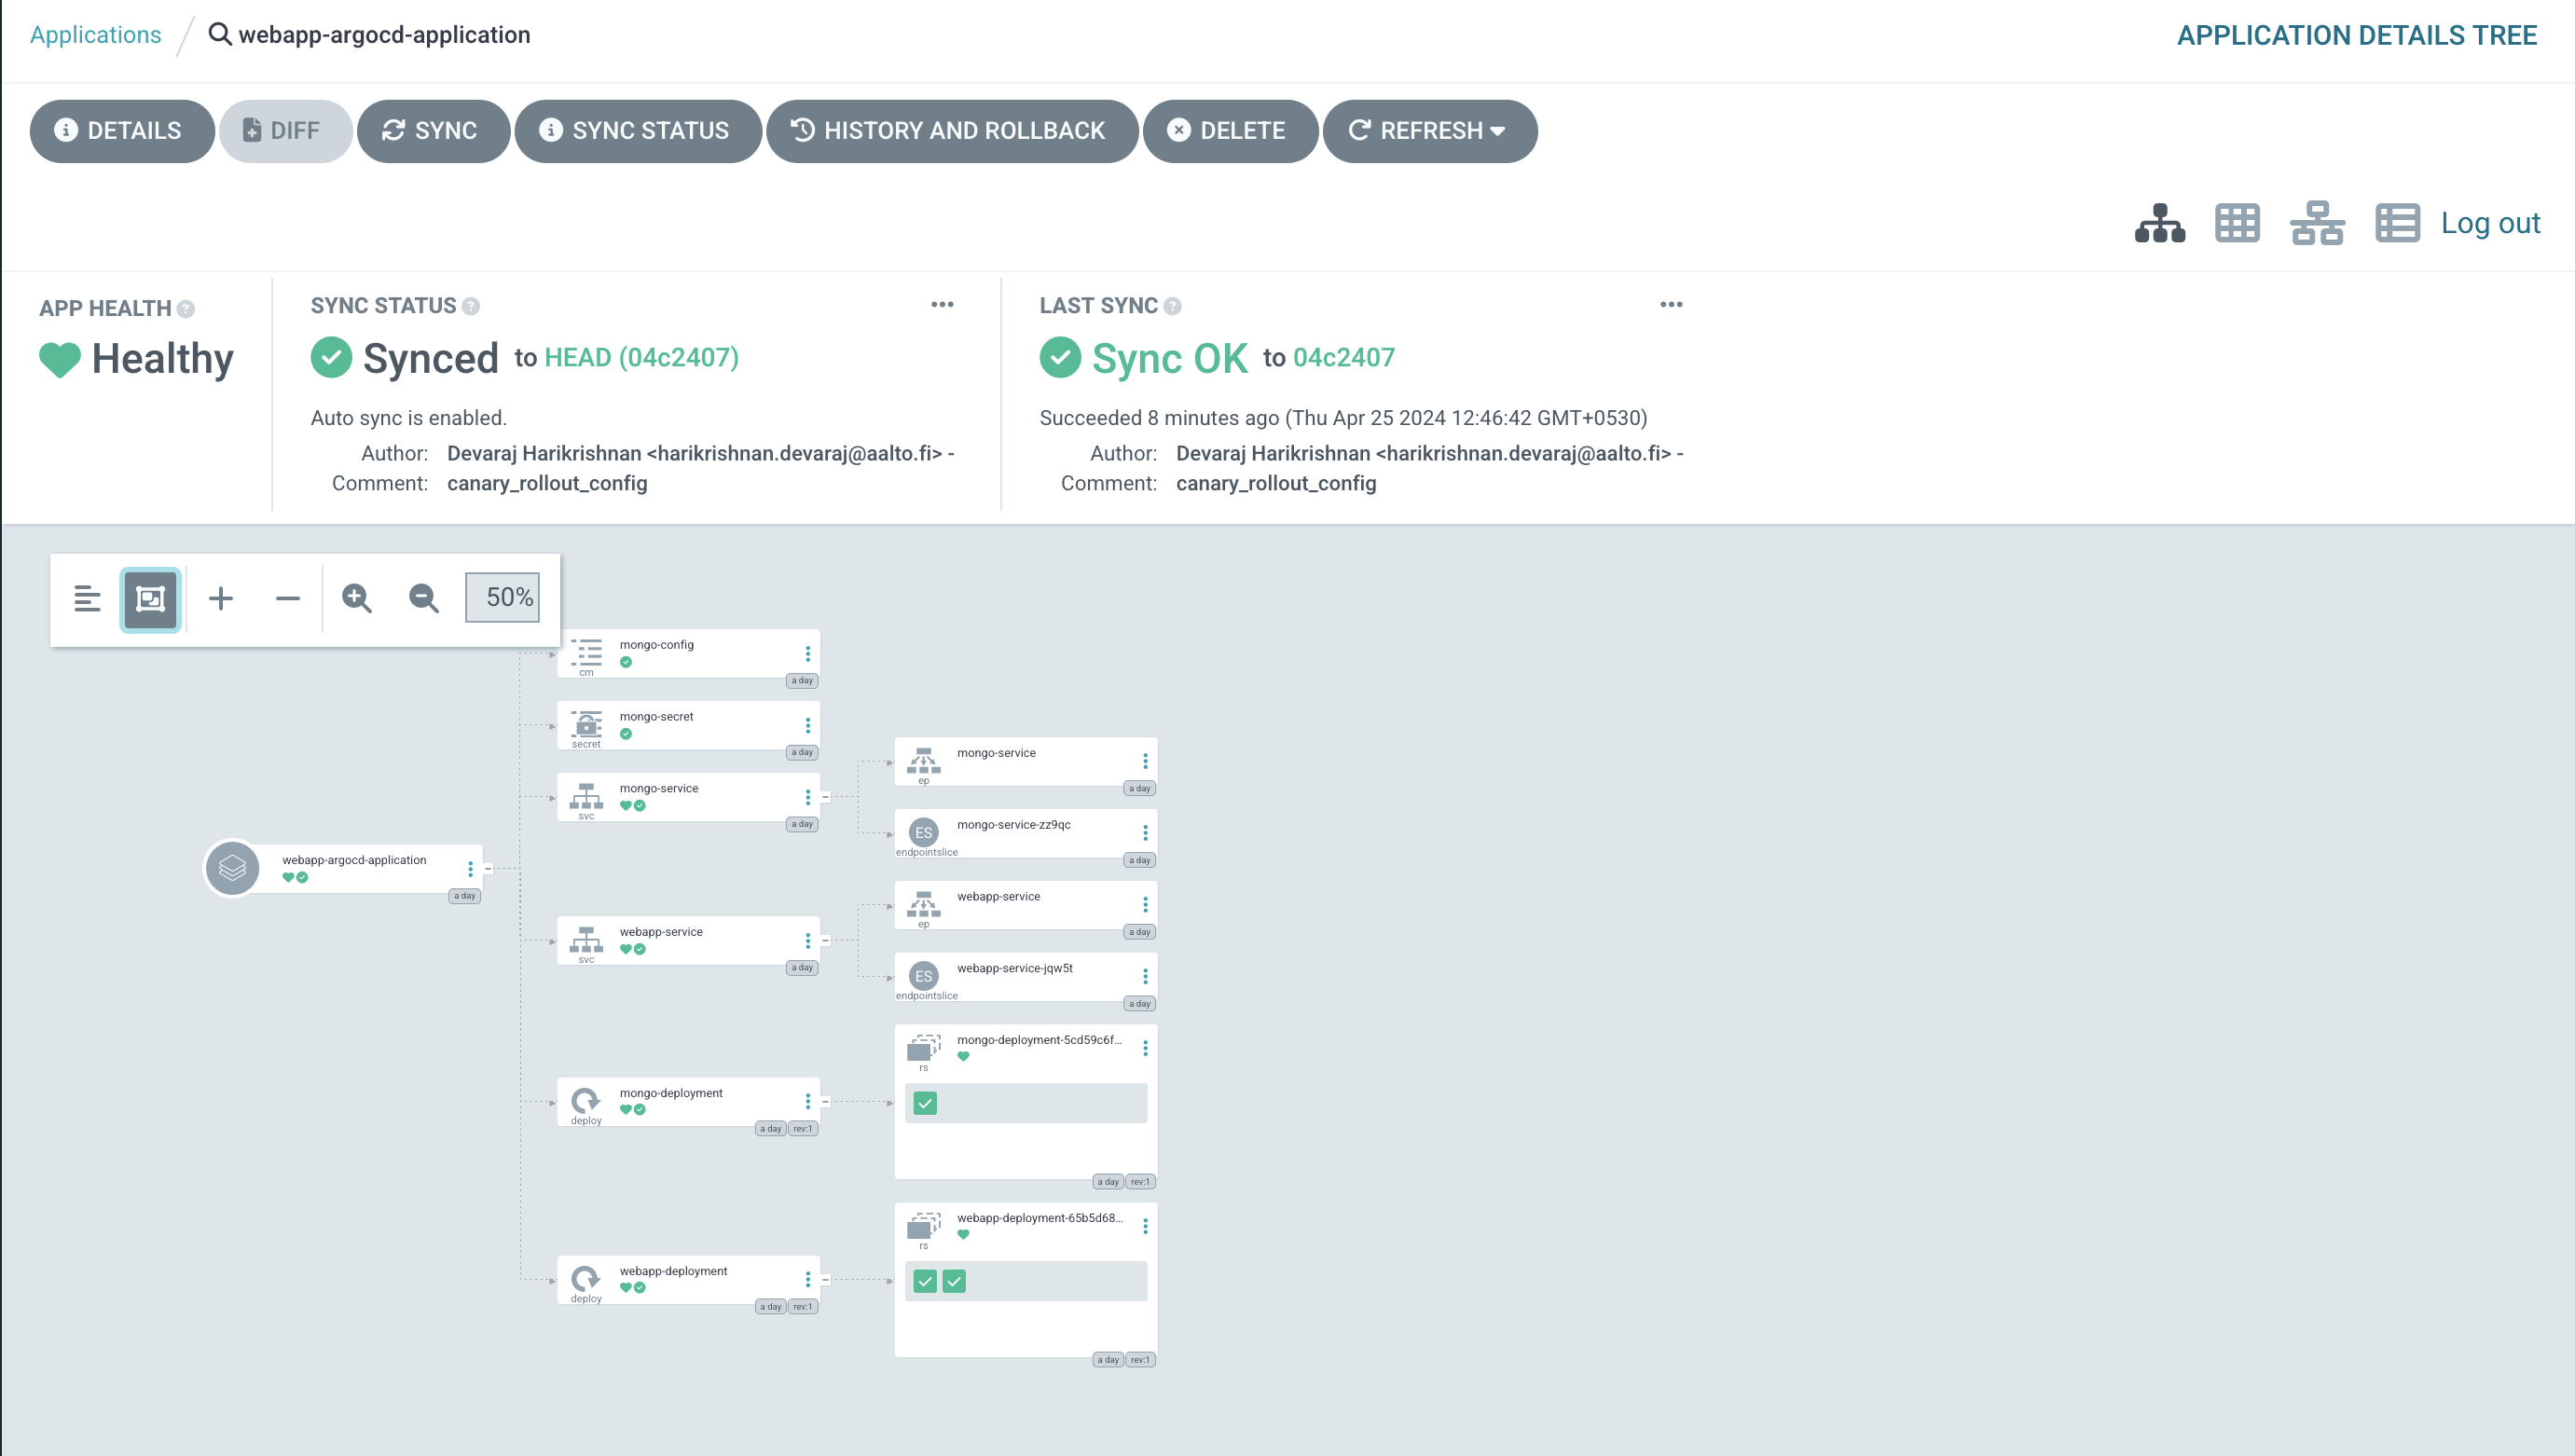 Applications / webapp-argocd-application
APPLICATION DETAILS TREE
DETAILS DIFF SYNC SYNC STATUS HISTORY AND ROLLBACK DELETE REFRESH
Log out
APP HEALTH ?
Healthy
SYNC STATUS ?
Synced to HEAD (04c2407)
Auto sync is enabled.
Author: Devaraj Harikrishnan <harikrishnan.devaraj@aalto.fi> -
Comment: canary_rollout_config
LAST SYNC ?
Sync OK to 04c2407
Succeeded 8 minutes ago (Thu Apr 25 2024 12:46:42 GMT+0530)
Author: Devaraj Harikrishnan <harikrishnan.devaraj@aalto.fi> -
Comment: canary_rollout_config
50%
webapp-argocd-application
a day
mongo-config
cm
a day
mongo-secret
secret
a day
mongo-service
svc
a day
webapp-service
svc
a day
mongo-deployment
deploy
a day rev:1
webapp-deployment
deploy
a day rev:1
mongo-service
ep
a day
ES
mongo-service-zz9qc
endpointslice
a day
webapp-service
ep
a day
ES
webapp-service-jqw5t
endpointslice
a day
mongo-deployment-5cd59c6f...
rs
a day rev:1
webapp-deployment-65b5d68...
rs
a day rev:1